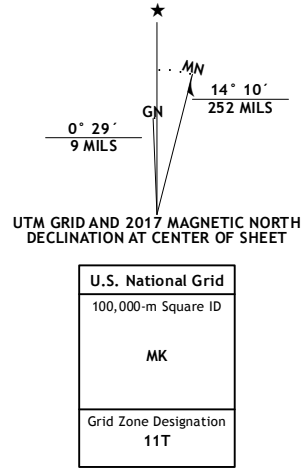 ★
MN
GN
14° 10´
252 MILS
0° 29´
9 MILS
UTM GRID AND 2017 MAGNETIC NORTH
DECLINATION AT CENTER OF SHEET
U.S. National Grid
100,000-m Square ID
MK
Grid Zone Designation
11T